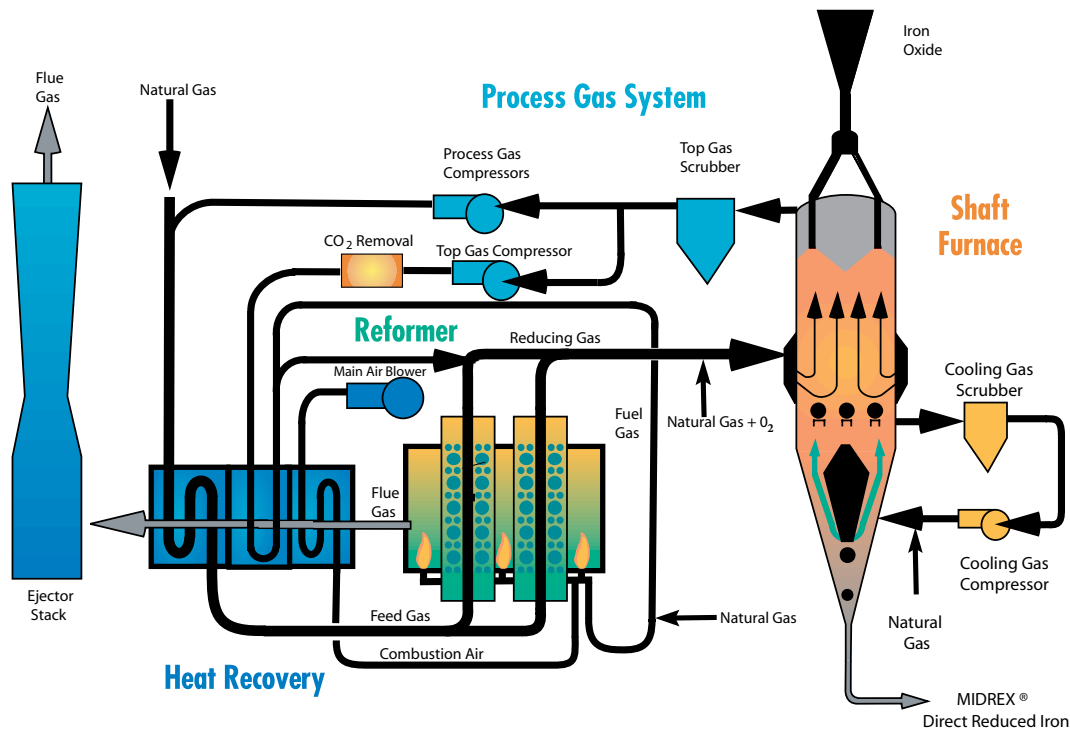 Iron
Oxide
Flue
Gas
Natural Gas
Process Gas System
Process Gas
Compressors
Top Gas
Scrubber
Shaft
Furnace
CO2 Removal
Top Gas Compressor
Reformer
Reducing Gas
Main Air Blower
Cooling Gas
Scrubber
Fuel
Gas
Natural Gas + 02
Flue
Gas
Cooling Gas
Compressor
Ejector
Stack
Feed Gas
Natural Gas
Natural
Gas
Combustion Air
Heat Recovery
MIDREX ®
Direct Reduced Iron